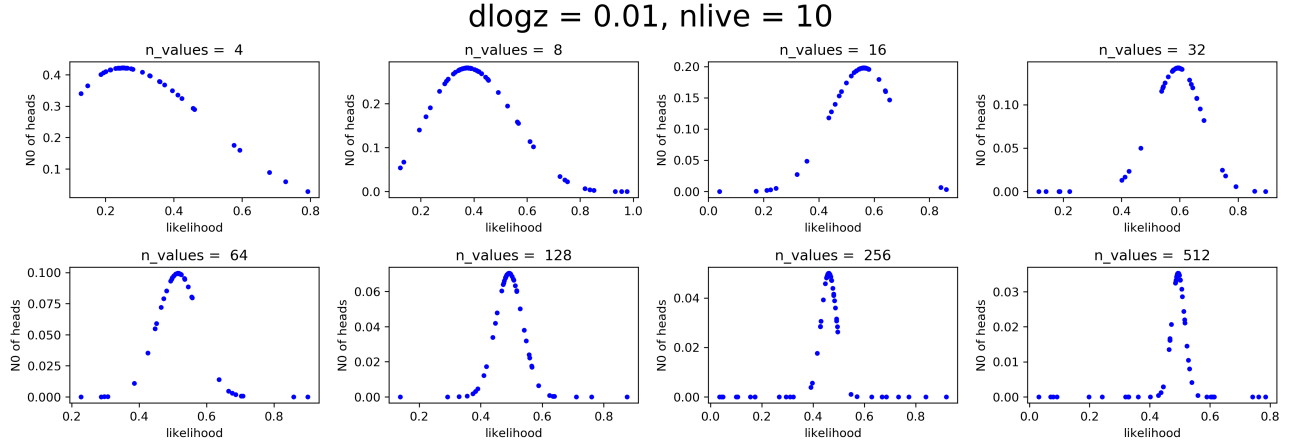 dlogz = 0.01, nlive = 10
n_values =  4
n_values =  8
n_values =  16
n_values =  32
N0 of heads
0.4
0.3
0.2
0.1
0.2
0.4
0.6
0.8
likelihood
N0 of heads
0.2
0.1
0.0
0.2
0.4
0.6
0.8
1.0
likelihood
N0 of heads
0.20
0.15
0.10
0.05
0.00
0.0
0.2
0.4
0.6
0.8
likelihood
N0 of heads
0.10
0.05
0.00
0.2
0.4
0.6
0.8
likelihood
n_values =  64
n_values =  128
n_values =  256
n_values =  512
N0 of heads
0.100
0.075
0.050
0.025
0.000
0.2
0.4
0.6
0.8
likelihood
N0 of heads
0.06
0.04
0.02
0.00
0.2
0.4
0.6
0.8
likelihood
N0 of heads
0.04
0.02
0.00
0.0
0.2
0.4
0.6
0.8
likelihood
N0 of heads
0.03
0.02
0.01
0.00
0.0
0.2
0.4
0.6
0.8
likelihood